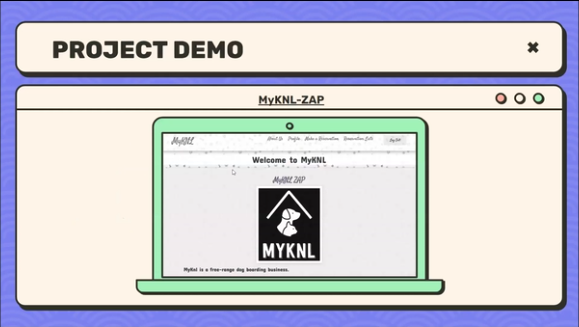 PROJECT DEMO
MyKNL-ZAP
MyKNL
About Us Profile Make a Reservation Reservation Edit Log Out
Welcome to MyKNL
MyKNL ZAP
MYKNL
MyKnl is a free-range dog boarding business.